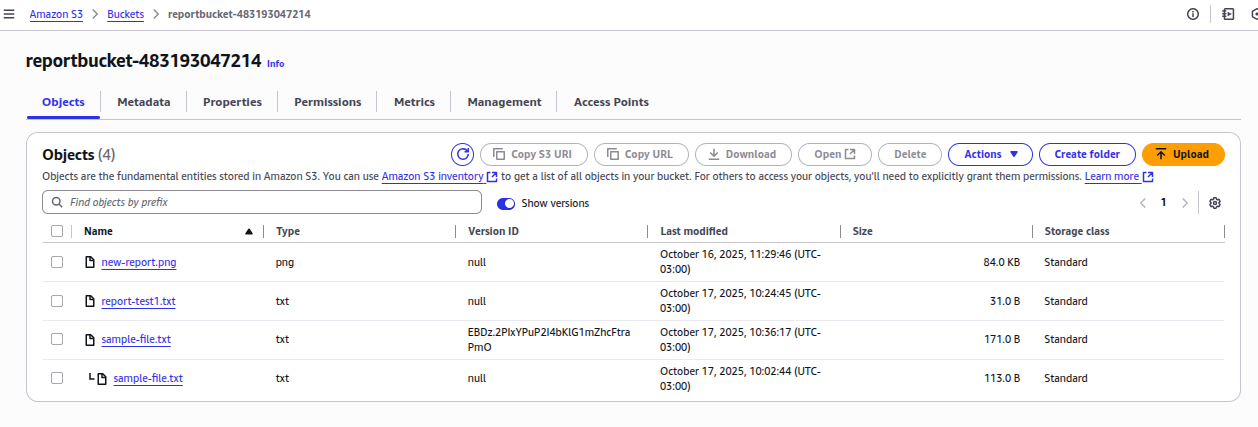 Amazon S3 > Buckets > reportbucket-483193047214
reportbucket-483193047214 Info
Objects Metadata Properties Permissions Metrics Management Access Points
Objects (4) Copy S3 URI Copy URL Download Open Delete Actions Create folder Upload
Objects are the fundamental entities stored in Amazon S3. You can use Amazon S3 inventory to get a list of all objects in your bucket. For others to access your objects, you'll need to explicitly grant them permissions. Learn more
Find objects by prefix Show versions 1
Name Type Version ID Last modified Size Storage class
new-report.png png null October 16, 2025, 11:29:46 (UTC-
03:00) 84.0 KB Standard
report-test1.txt txt null October 17, 2025, 10:24:45 (UTC-
03:00) 31.0 B Standard
sample-file.txt txt EBDz.2PIxYPuP2I4bKlG1mZhcFtra October 17, 2025, 10:36:17 (UTC-
PmO 03:00) 171.0 B Standard
sample-file.txt txt null October 17, 2025, 10:02:44 (UTC-
03:00) 113.0 B Standard